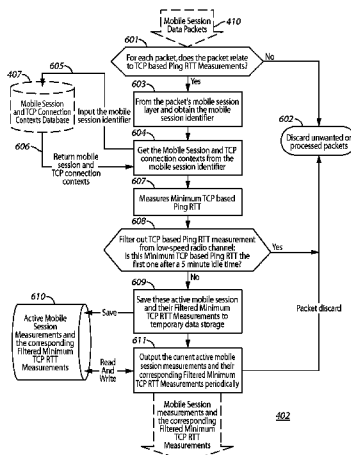 Mobile Session
Data Packets
410
601
For each packet, does the packet relate
to TCP based Ping RTT Measurements?
No
Yes
605
407
Mobile Session
and TCP Connection
Contexts Database
Input the mobile
session identifier
606
Return mobile
session and
TCP connection
contexts
603
From the packet's mobile session
layer and obtain the mobile
session identifier
604
Get the Mobile Session and TCP
connection contexts from the
mobile session identifier
602
Discard unwanted or
processed packets
607
Measures Minimum TCP based
Ping RTT
608
Filter out TCP based Ping RTT measurement
from low-speed radio channel:
Is this Minimum TCP based Ping RTT the
first one after a 5 minute Idle time?
Yes
No
Packet discard
610
Active Mobile
Session
Measurements and
the corresponding
Filtered Minimum
TCP RTT
Measurements
Save
609
Save these active mobile session
and their Filtered Minimum
TCP RTT Measurements to
temporary data storage
Read
And
Write
611
Output the current active mobile
session measurements and their
corresponding Filtered Minimum
TCP RTT Measurements periodically
Mobile Session
measurements and
the corresponding
Filtered Minimum
TCP RTT
Measurements
402